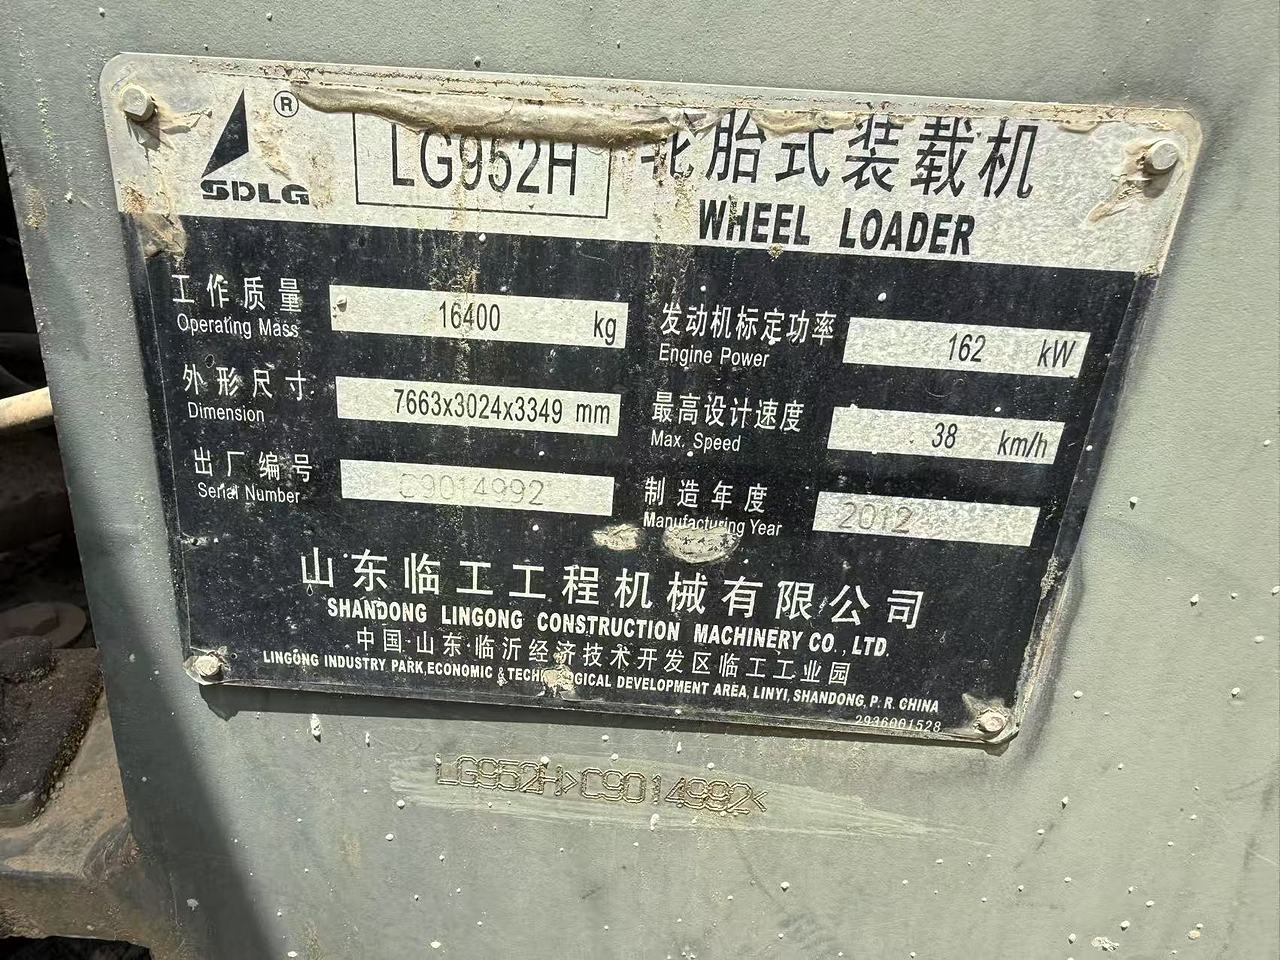 SDLG ®
LG952H
轮胎式装载机
WHEEL LOADER
工作质量
Operating Mass
16400 kg
发动机标定功率
Engine Power
162 kW
外形尺寸
Dimension
7663x3024x3349 mm
最高设计速度
Max. Speed
38 km/h
出厂编号
Serial Number
C9014992
制造年度
Manufacturing Year
2012
山东临工工程机械有限公司
SHANDONG LINGONG CONSTRUCTION MACHINERY CO., LTD.
中国·山东·临沂经济技术开发区临工工业园
LINGONG INDUSTRY PARK,ECONOMIC & TECHNOLOGICAL DEVELOPMENT AREA, LINYI, SHANDONG, P. R. CHINA
2936001528
LG952H>C9014992<